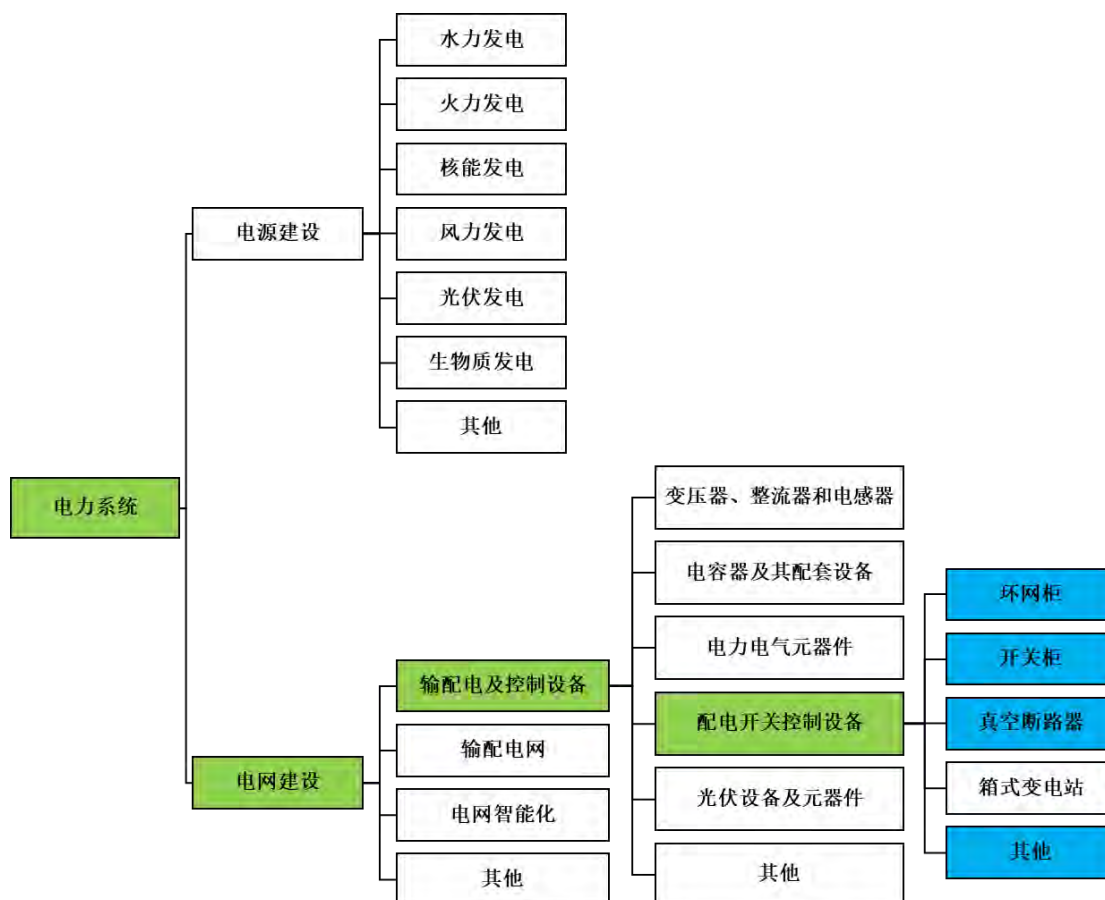 水力发电
火力发电
核能发电
风力发电
电源建设
光伏发电
生物质发电
其他
电力系统
变压器、整流器和电感器
电容器及其配套设备
电力电气元器件
输配电及控制设备
配电开关控制设备
输配电网
电网建设
电网智能化
光伏设备及元器件
其他
其他
环网柜
开关柜
真空断路器
箱式变电站
其他